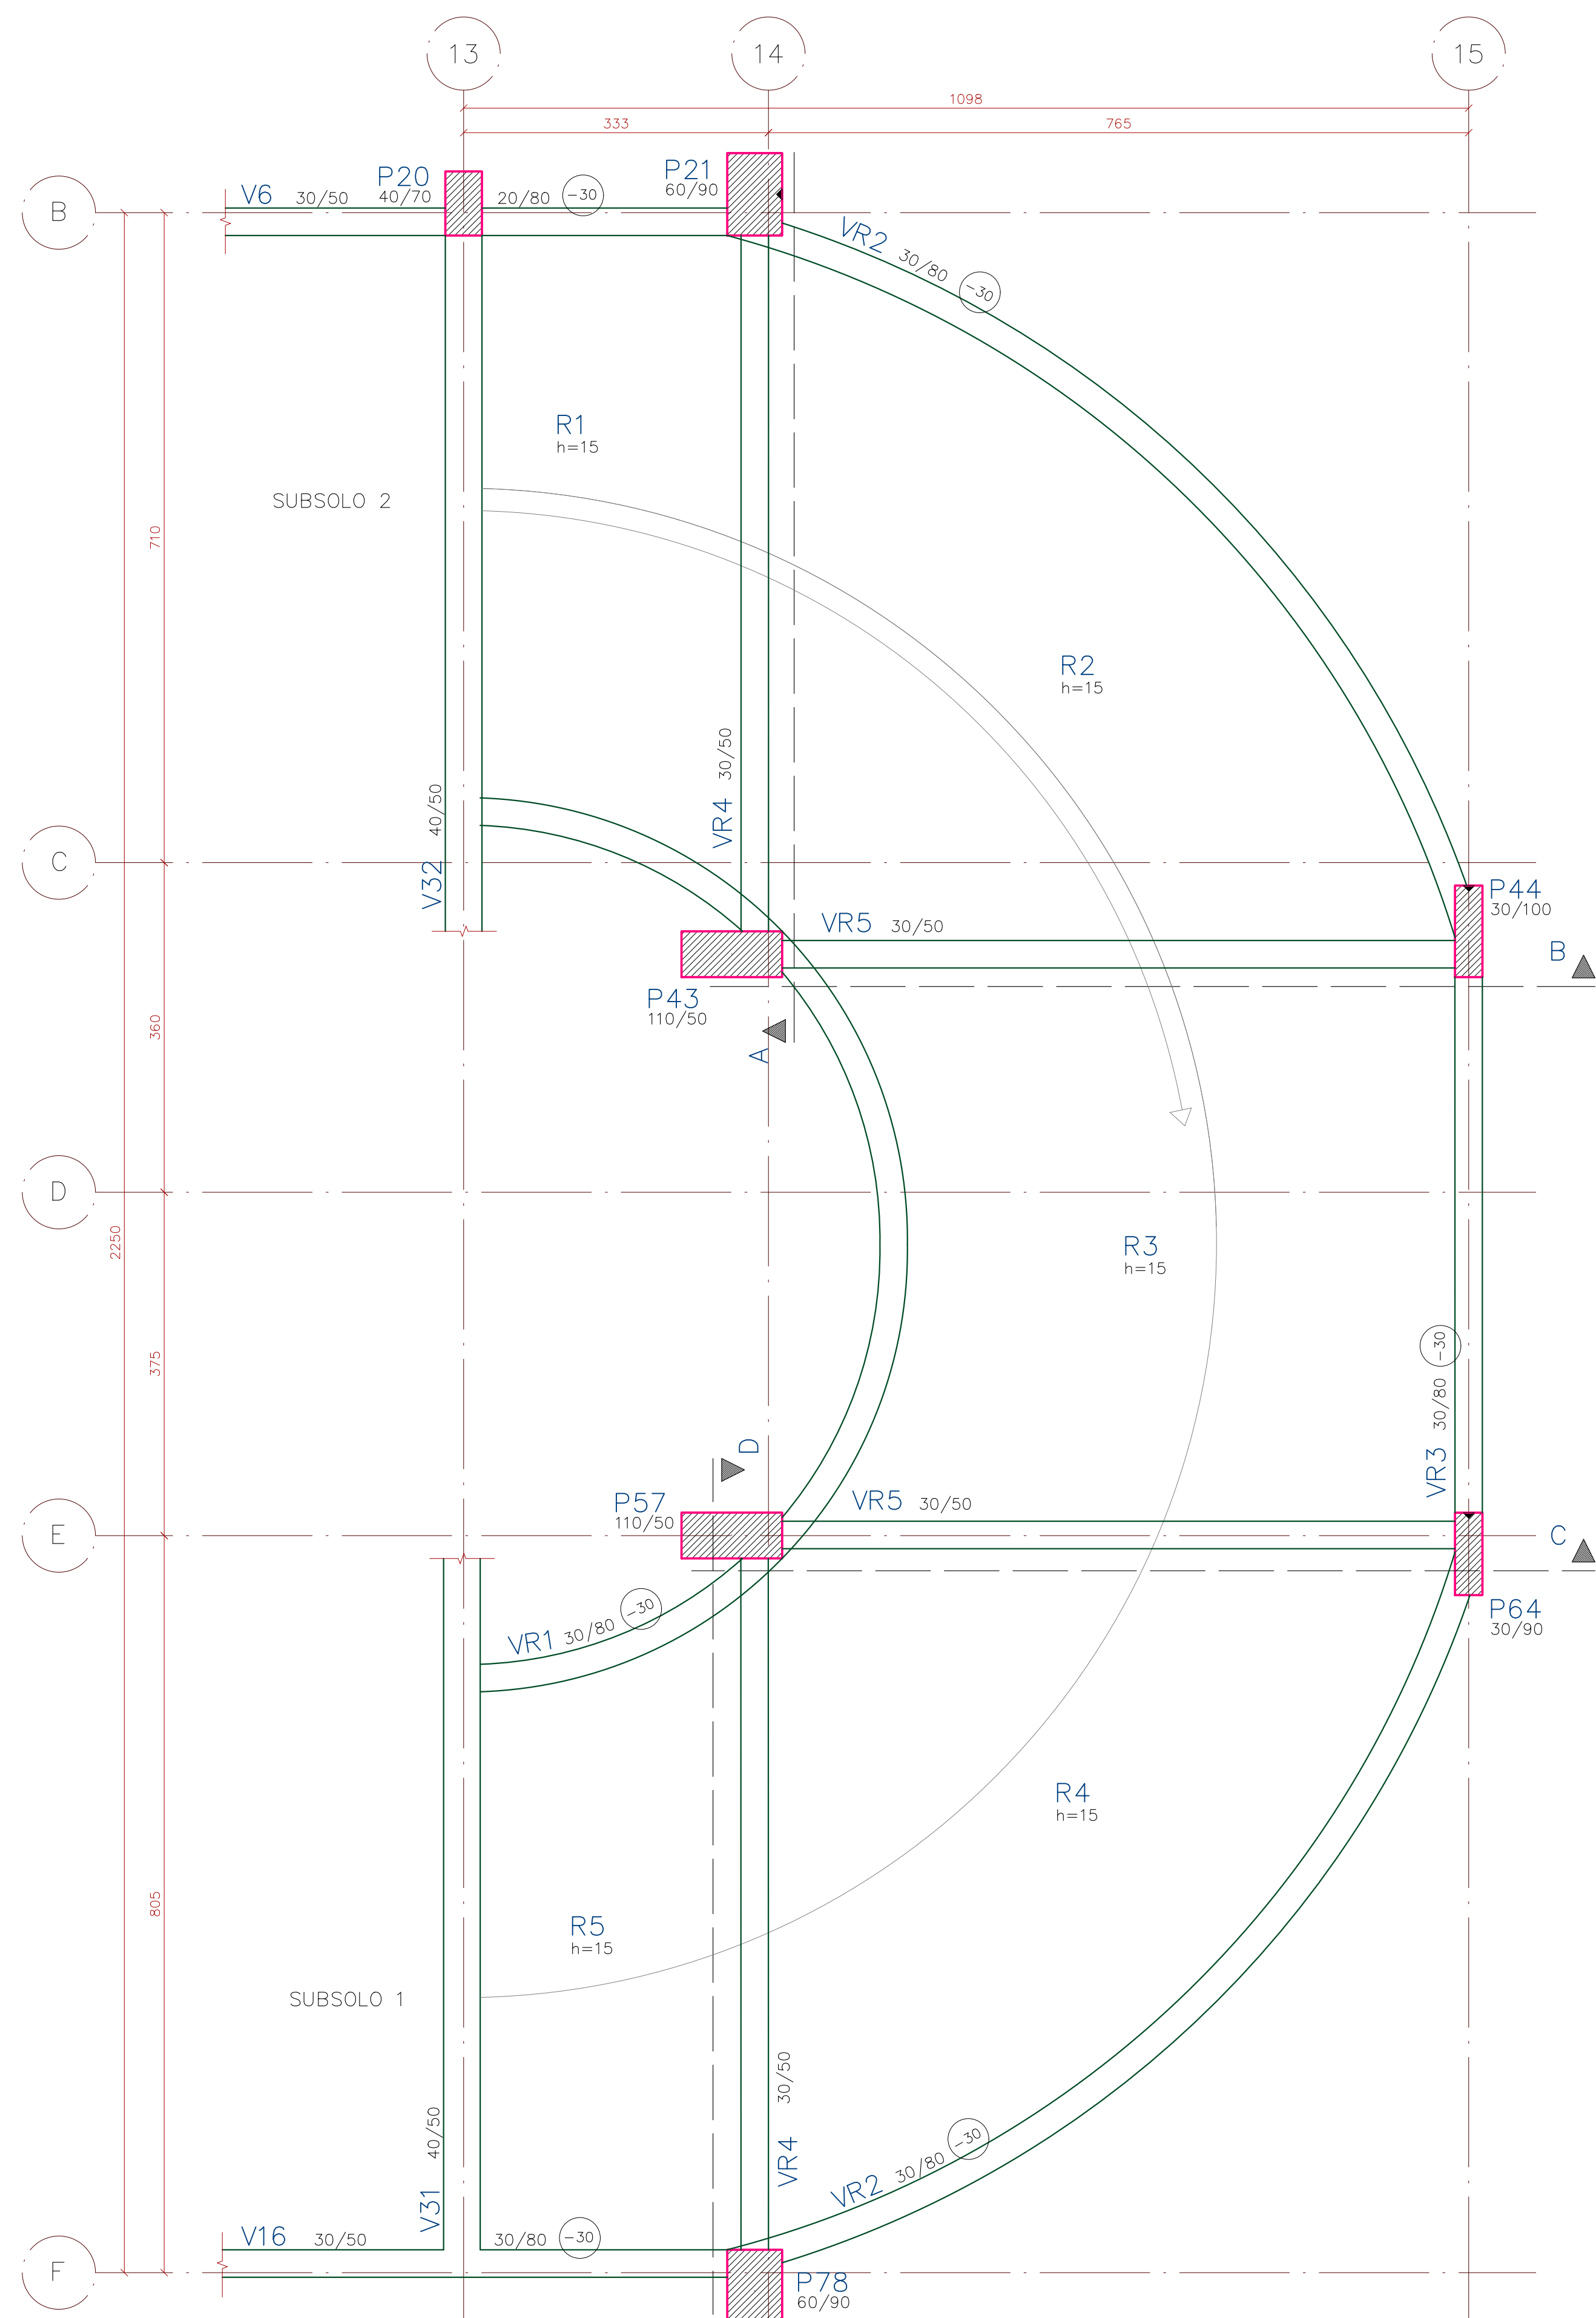 13
14
15
1098
333
765
B
V6 30/50
P20
40/70
20/80 -30
P21
60/90
VR2 30/80 -30
R1
h=15
SUBSOLO 2
710
R2
h=15
VR4 30/50
V32 40/50
C
P44
30/100
VR5 30/50
B
P43
110/50
A
360
D
2250
R3
h=15
375
VR3 30/80 -30
D
P57
110/50
VR5 30/50
E
C
VR1 30/80 -30
P64
30/90
R4
h=15
805
R5
h=15
SUBSOLO 1
30/50
VR4
V31 40/50
VR2 30/80 -30
V16 30/50
30/80 -30
F
P78
60/90